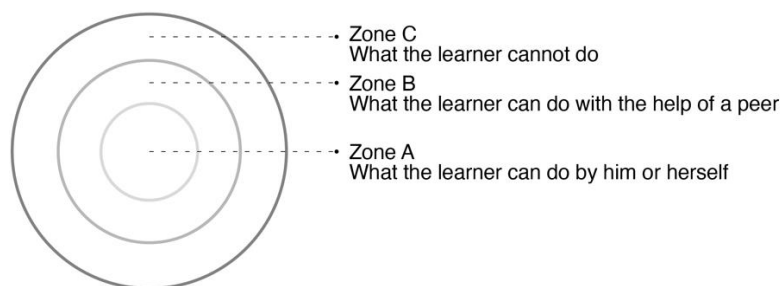 Zone C
What the learner cannot do
Zone B
What the learner can do with the help of a peer
Zone A
What the learner can do by him or herself